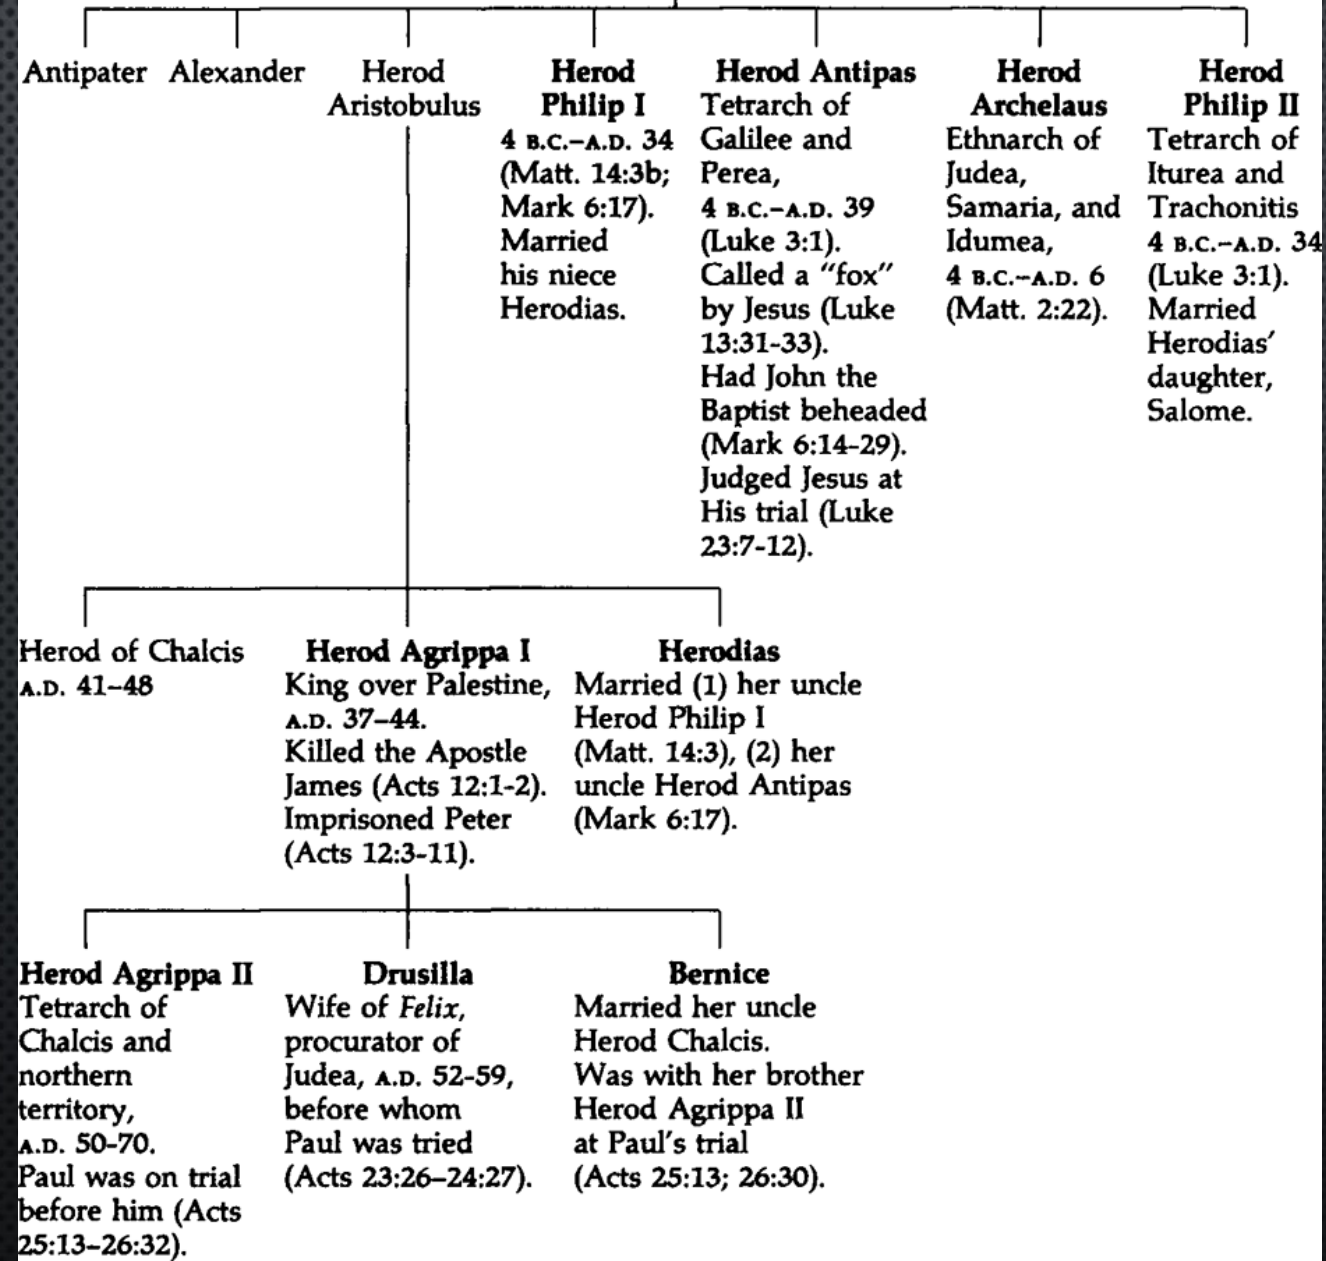 Antipater
Alexander
Herod
Aristobulus
Herod
Philip I
4 B.C.–A.D. 34
(Matt. 14:3b;
Mark 6:17).
Married
his niece
Herodias.
Herod Antipas
Tetrarch of
Galilee and
Perea,
4 B.C.–A.D. 39
(Luke 3:1).
Called a “fox”
by Jesus (Luke
13:31-33).
Had John the
Baptist beheaded
(Mark 6:14-29).
Judged Jesus at
His trial (Luke
23:7-12).
Herod
Archelaus
Ethnarch of
Judea,
Samaria, and
Idumea,
4 B.C.–A.D. 6
(Matt. 2:22).
Herod
Philip II
Tetrarch of
Iturea and
Trachonitis
4 B.C.–A.D. 34
(Luke 3:1).
Married
Herodias’
daughter,
Salome.
Herod of Chalcis
A.D. 41–48
Herod Agrippa I
King over Palestine,
A.D. 37–44.
Killed the Apostle
James (Acts 12:1-2).
Imprisoned Peter
(Acts 12:3-11).
Herodias
Married (1) her uncle
Herod Philip I
(Matt. 14:3), (2) her
uncle Herod Antipas
(Mark 6:17).
Herod Agrippa II
Tetrarch of
Chalcis and
northern
territory,
A.D. 50-70.
Paul was on trial
before him (Acts
25:13–26:32).
Drusilla
Wife of Felix,
procurator of
Judea, A.D. 52-59,
before whom
Paul was tried
(Acts 23:26–24:27).
Bernice
Married her uncle
Herod Chalcis.
Was with her brother
Herod Agrippa II
at Paul’s trial
(Acts 25:13; 26:30).